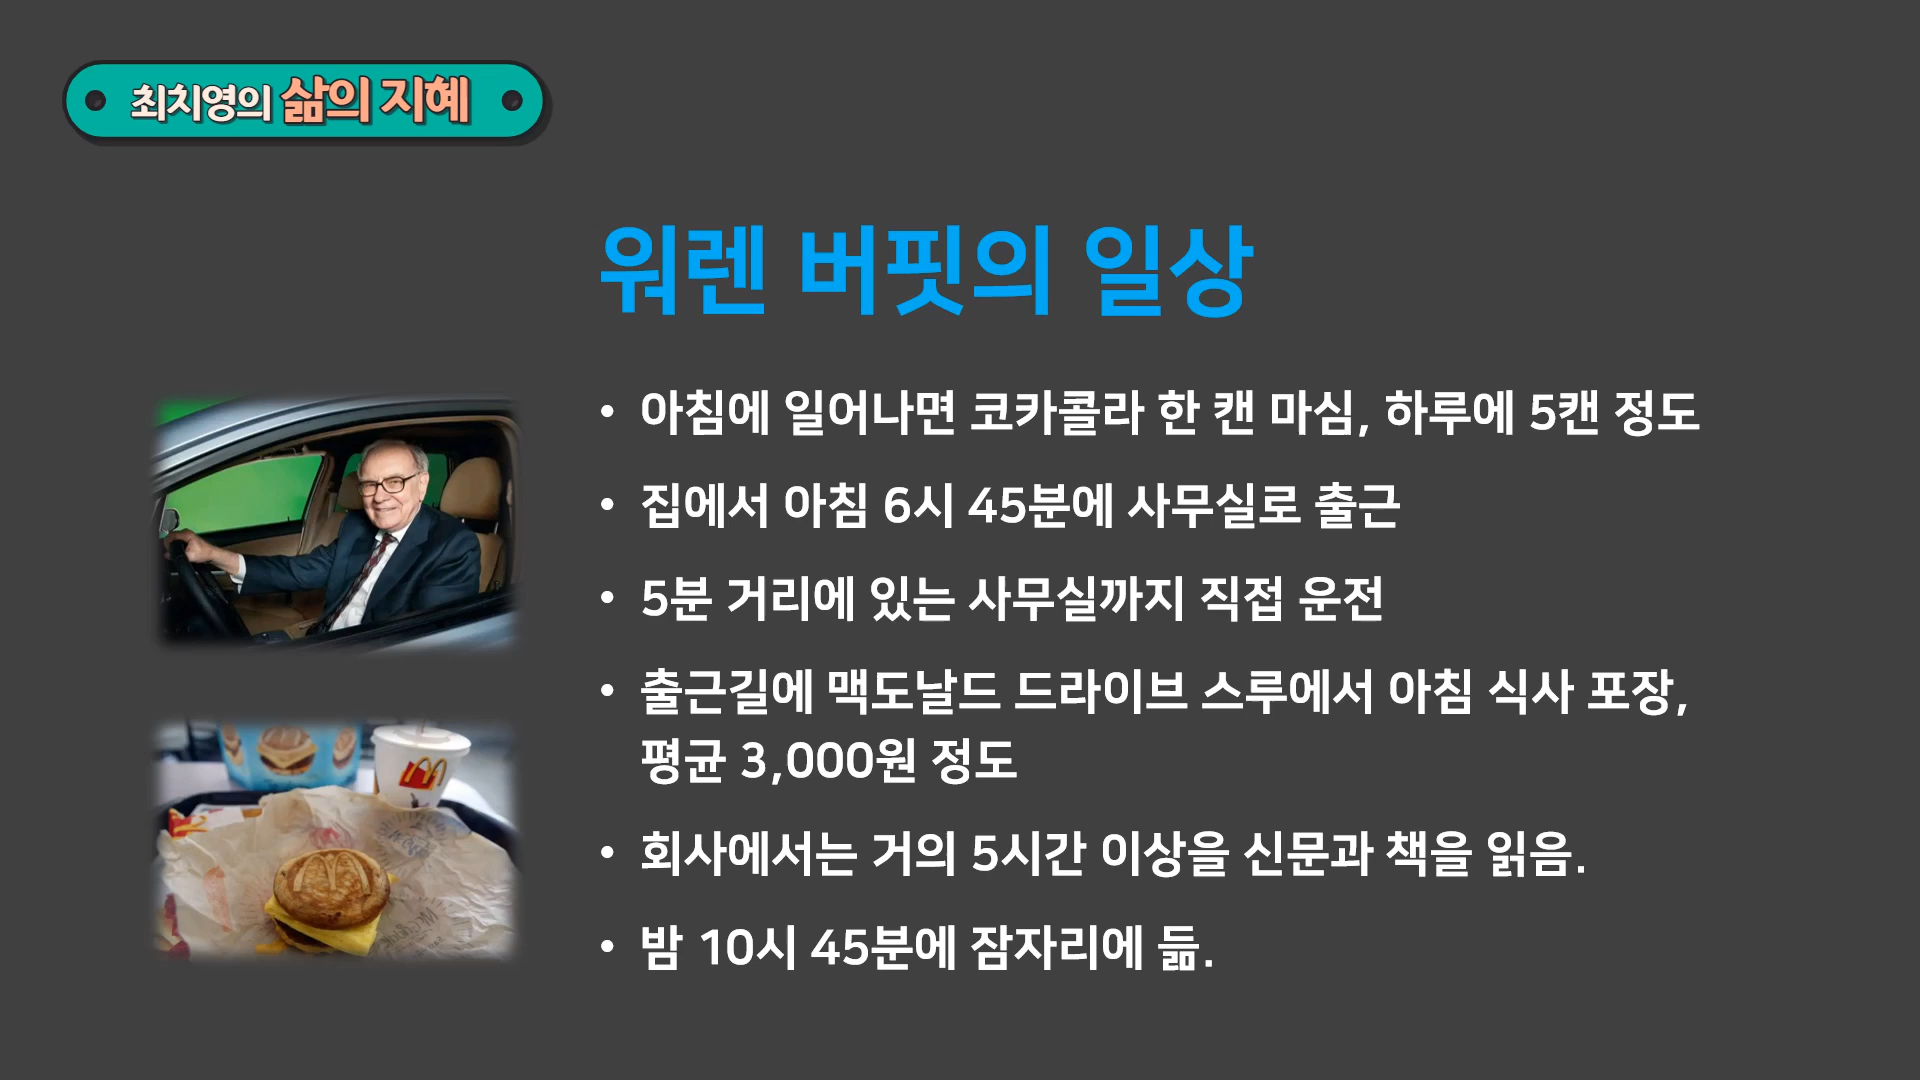 최치영의 삶의 지혜
워렌 버핏의 일상
• 아침에 일어나면 코카콜라 한 캔 마심, 하루에 5캔 정도
• 집에서 아침 6시 45분에 사무실로 출근
• 5분 거리에 있는 사무실까지 직접 운전
• 출근길에 맥도날드 드라이브 스루에서 아침 식사 포장,
평균 3,000원 정도
• 회사에서는 거의 5시간 이상을 신문과 책을 읽음.
• 밤 10시 45분에 잠자리에 듦.